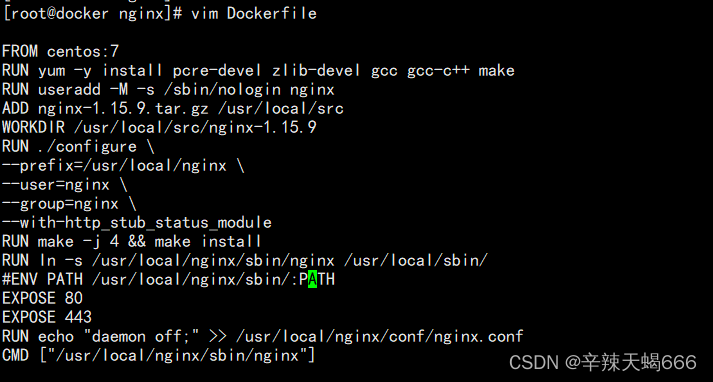 [root@docker nginx]# vim Dockerfile
FROM centos:7
RUN yum -y install pcre-devel zlib-devel gcc gcc-c++ make
RUN useradd -M -s /sbin/nologin nginx
ADD nginx-1.15.9.tar.gz /usr/local/src
WORKDIR /usr/local/src/nginx-1.15.9
RUN ./configure \
--prefix=/usr/local/nginx \
--user=nginx \
--group=nginx \
--with-http_stub_status_module
RUN make -j 4 && make install
RUN ln -s /usr/local/nginx/sbin/nginx /usr/local/sbin/
#ENV PATH /usr/local/nginx/sbin/:PATH
EXPOSE 80
EXPOSE 443
RUN echo "daemon off;" >> /usr/local/nginx/conf/nginx.conf
CMD ["/usr/local/nginx/sbin/nginx"]
CSDN @辛辣天蝎666